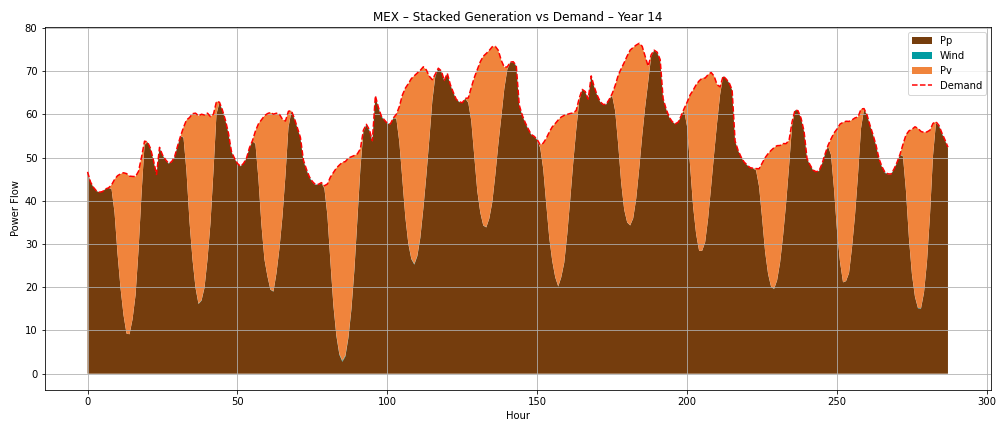 MEX – Stacked Generation vs Demand – Year 14
80
70
60
50
40
30
20
10
0
Power Flow
0 50 100 150 200 250 300
Hour
Pp
Wind
Pv
Demand